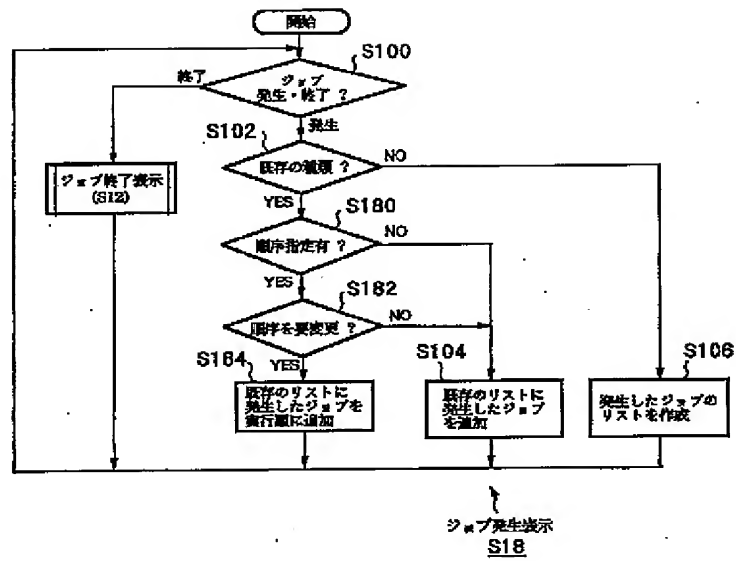 開始
S100
ジョブ
発生・終了 ?
終了
発生
S102
既存の種類 ?
NO
YES
ジョブ終了表示
(S12)
S180
順序指定有 ?
NO
YES
S182
順序を要変更 ?
NO
YES
S184
既存のリストに
発生したジョブを
実行順に追加
S104
既存のリストに
発生したジョブ
を追加
S106
発生したジョブの
リストを作成
ジョブ発生表示
S18